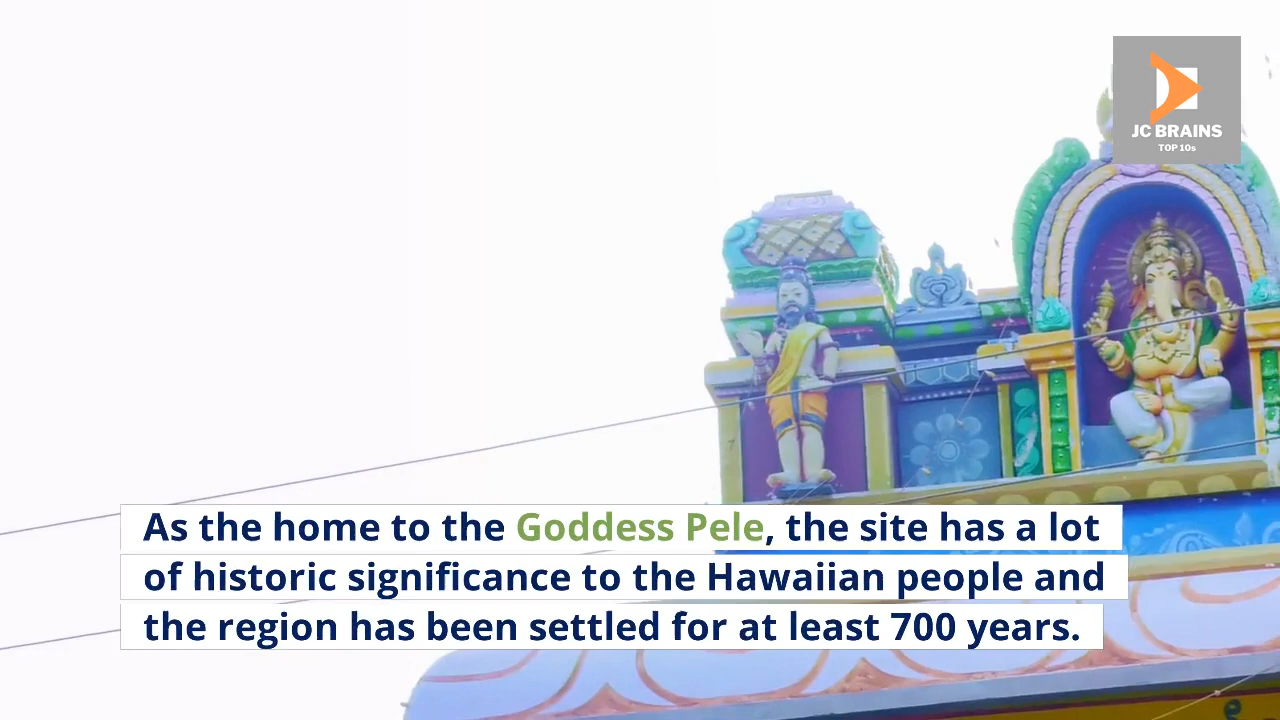 JC BRAINS
TOP 10s
As the home to the Goddess Pele, the site has a lot
of historic significance to the Hawaiian people and
the region has been settled for at least 700 years.